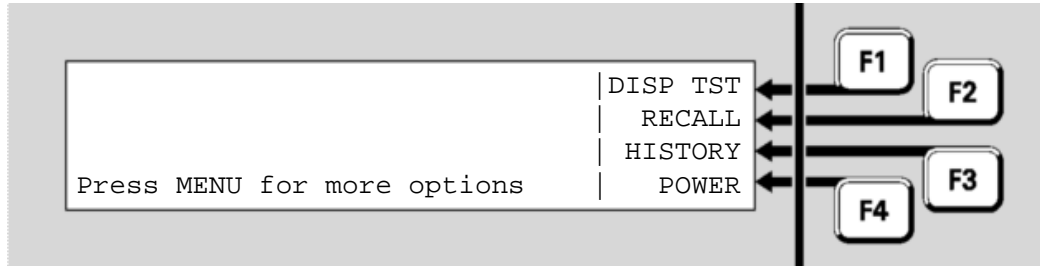 |DISP TST
| RECALL
| HISTORY
Press MENU for more options | POWER
F1
F2
F3
F4